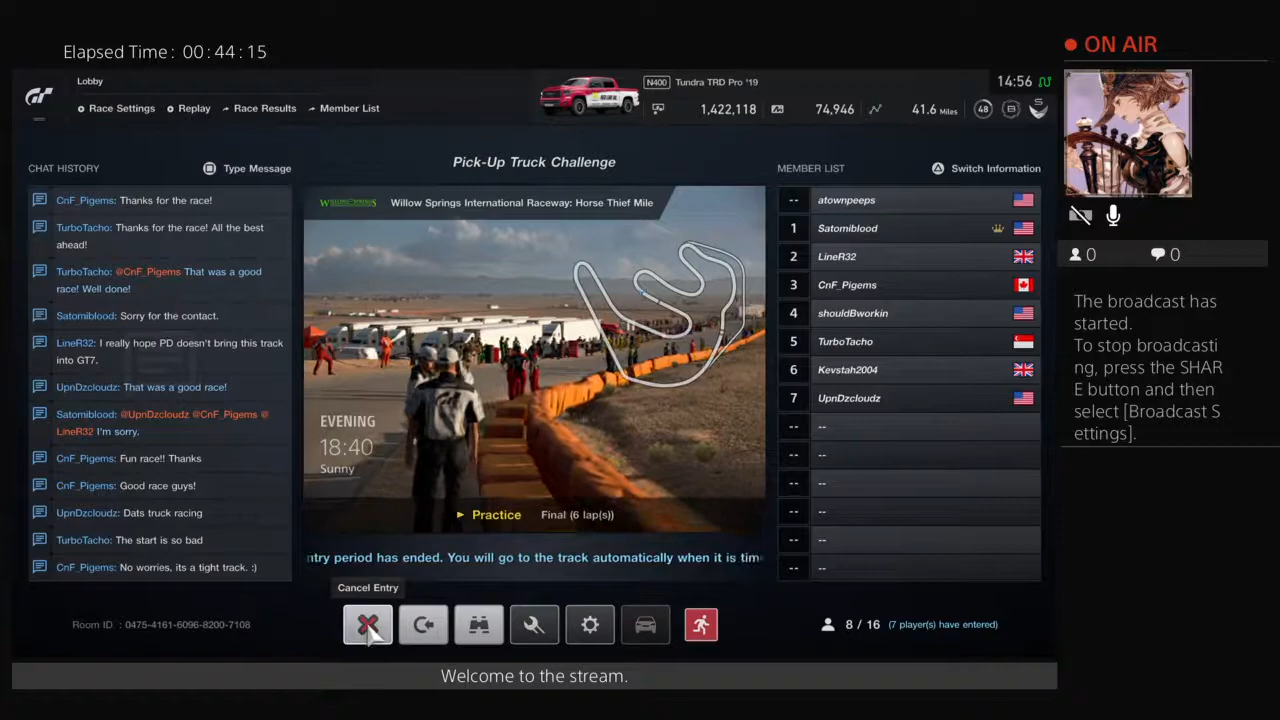 Elapsed Time: 00:44:15
ON AIR
Lobby
Race Settings
Replay
Race Results
Member List
N400
Tundra TRD Pro '19
1,422,118
74,946
41.6 Miles
48
B
S
14:56
CHAT HISTORY
Type Message
CnF_Pigems: Thanks for the race!
TurboTacho: Thanks for the race! All the best
ahead!
TurboTacho: @CnF_Pigems That was a good
race! Well done!
Satomiblood: Sorry for the contact.
LineR32: I really hope PD doesn't bring this track
into GT7.
UpnDzcloudz: That was a good race!
Satomiblood: @UpnDzcloudz @CnF_Pigems @
LineR32 I'm sorry.
CnF_Pigems: Fun race!! Thanks
CnF_Pigems: Good race guys!
UpnDzcloudz: Dats truck racing
TurboTacho: The start is so bad
CnF_Pigems: No worries, its a tight track. :)
Room ID : 0475-4161-6096-8200-7108
Pick-Up Truck Challenge
WILLOW SPRINGS
Willow Springs International Raceway: Horse Thief Mile
EVENING
18:40
Sunny
Practice
Final (6 lap(s))
ntry period has ended. You will go to the track automatically when it is tim
Cancel Entry
MEMBER LIST
Switch Information
-- atownpeeps
1 Satomiblood
2 LineR32
3 CnF_Pigems
4 shouldBworkin
5 TurboTacho
6 Kevstah2004
7 UpnDzcloudz
-- --
-- --
-- --
-- --
-- --
-- --
8 / 16 (7 player(s) have entered)
0
0
The broadcast has
started.
To stop broadcasti
ng, press the SHAR
E button and then
select [Broadcast S
ettings].
Welcome to the stream.